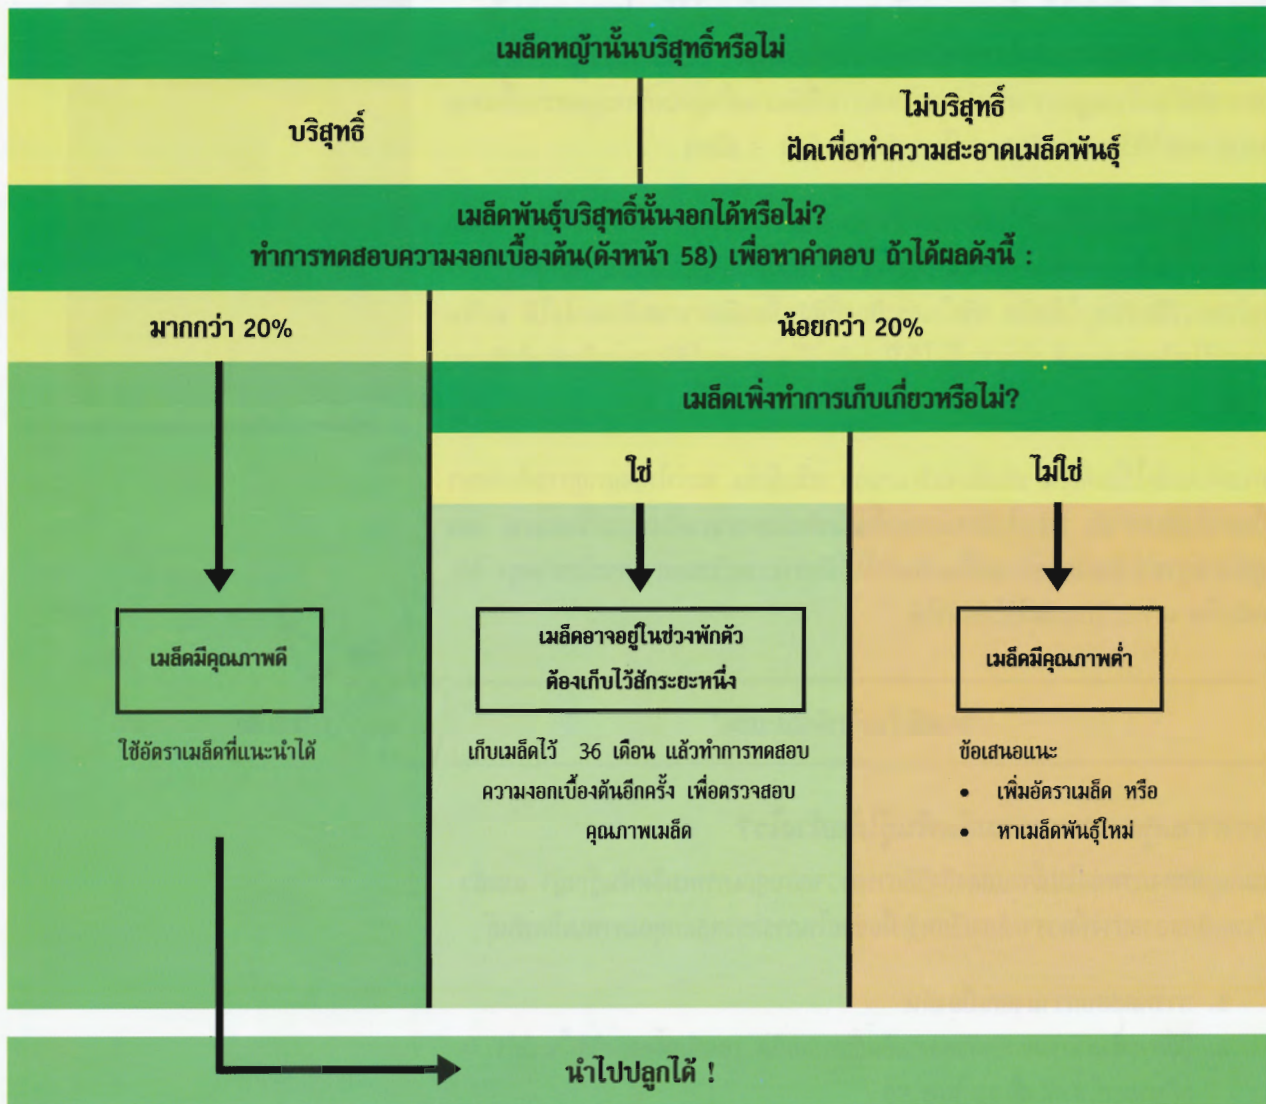 เมล็ดหญ้านั้นบริสุทธิ์หรือไม่
บริสุทธิ์
ไม่บริสุทธิ์
ฝัดเพื่อทำความสะอาดเมล็ดพันธุ์
เมล็ดพันธุ์บริสุทธิ์นั้นงอกได้หรือไม่?
ทำการทดสอบความงอกเบื้องต้น(ดังหน้า 58) เพื่อหาคำตอบ ถ้าได้ผลดังนี้ :
มากกว่า 20%
น้อยกว่า 20%
เมล็ดเพิ่งทำการเก็บเกี่ยวหรือไม่?
ใช่
ไม่ใช่
เมล็ดมีคุณภาพดี
ใช้อัตราเมล็ดที่แนะนำได้
เมล็ดอาจอยู่ในช่วงพักตัว
ต้องเก็บไว้สักระยะหนึ่ง
เก็บเมล็ดไว้ 36 เดือน แล้วทำการทดสอบ
ความงอกเบื้องต้นอีกครั้ง เพื่อตรวจสอบ
คุณภาพเมล็ด
เมล็ดมีคุณภาพต่ำ
ข้อเสนอแนะ
• เพิ่มอัตราเมล็ด หรือ
• หาเมล็ดพันธุ์ใหม่
นำไปปลูกได้ !